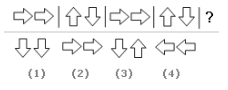 ⇨⇨|⇧⇩|⇨⇨|⇧⇩|?
⇩⇩ ⇨⇨ ⇩⇧ ⇦⇦
(1) (2) (3) (4)